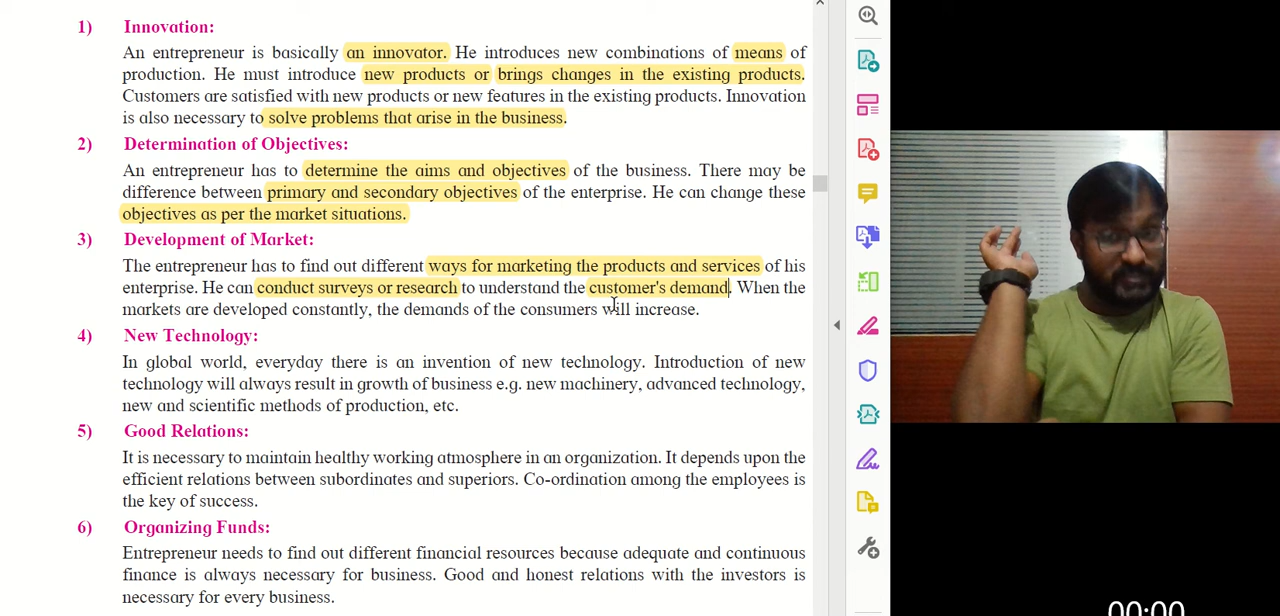 1) Innovation:
An entrepreneur is basically an innovator. He introduces new combinations of means of
production. He must introduce new products or brings changes in the existing products.
Customers are satisfied with new products or new features in the existing products. Innovation
is also necessary to solve problems that arise in the business.
2) Determination of Objectives:
An entrepreneur has to determine the aims and objectives of the business. There may be
difference between primary and secondary objectives of the enterprise. He can change these
objectives as per the market situations.
3) Development of Market:
The entrepreneur has to find out different ways for marketing the products and services of his
enterprise. He can conduct surveys or research to understand the customer's demand. When the
markets are developed constantly, the demands of the consumers will increase.
4) New Technology:
In global world, everyday there is an invention of new technology. Introduction of new
technology will always result in growth of business e.g. new machinery, advanced technology,
new and scientific methods of production, etc.
5) Good Relations:
It is necessary to maintain healthy working atmosphere in an organization. It depends upon the
efficient relations between subordinates and superiors. Co-ordination among the employees is
the key of success.
6) Organizing Funds:
Entrepreneur needs to find out different financial resources because adequate and continuous
finance is always necessary for business. Good and honest relations with the investors is
necessary for every business.
00:00